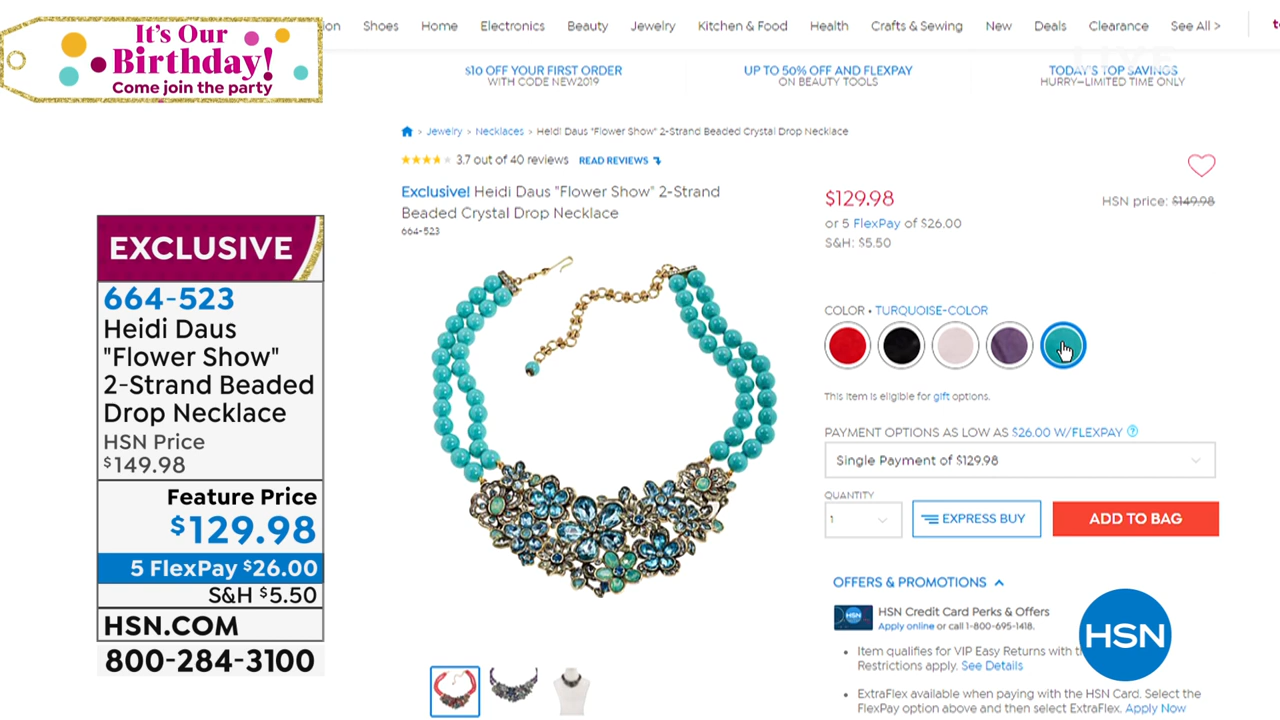 It's Our
Birthday!
Come join the party
Shoes
Home
Electronics
Beauty
Jewelry
Kitchen & Food
Health
Crafts & Sewing
New
Deals
Clearance
See All >
LIVE
$10 OFF YOUR FIRST ORDER
WITH CODE NEW2019
UP TO 50% OFF AND FLEXPAY
ON BEAUTY TOOLS
TODAY'S TOP SAVINGS
HURRY—LIMITED TIME ONLY
> Jewelry > Necklaces > Heidi Daus "Flower Show" 2-Strand Beaded Crystal Drop Necklace
3.7 out of 40 reviews READ REVIEWS
Exclusive! Heidi Daus "Flower Show" 2-Strand
Beaded Crystal Drop Necklace
664-523
$129.98
HSN price: $149.98
or 5 FlexPay of $26.00
S&H: $5.50
COLOR • TURQUOISE-COLOR
This item is eligible for gift options.
PAYMENT OPTIONS AS LOW AS $26.00 W/FLEXPAY ?
Single Payment of $129.98
QUANTITY
1
EXPRESS BUY
ADD TO BAG
OFFERS & PROMOTIONS
HSN
HSN Credit Card Perks & Offers
Apply online or call 1-800-695-1418.
• Item qualifies for VIP Easy Returns with
Restrictions apply. See Details
• ExtraFlex available when paying with the HSN Card. Select the
FlexPay option above and then select ExtraFlex. Apply Now
HSN
EXCLUSIVE
664-523
Heidi Daus
"Flower Show"
2-Strand Beaded
Drop Necklace
HSN Price
$149.98
Feature Price
$129.98
5 FlexPay $26.00
S&H $5.50
HSN.COM
800-284-3100